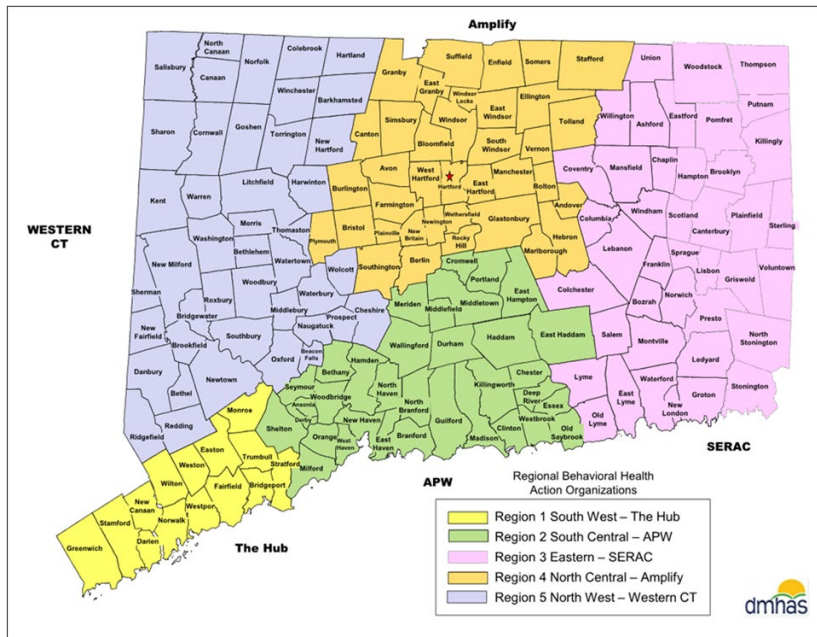 Amplify
WESTERN
CT
SERAC
APW
The Hub
Salisbury
North
Canaan
Canaan
Norfolk
Colebrook
Hartland
Winchester
Barkhamsted
Sharon
Cornwall
Goshen
Torrington
New
Hartford
Kent
Warren
Litchfield
Harwinton
Morris
Washington
Bethlehem
Thomaston
Watertown
New Milford
Woodbury
Wolcott
Waterbury
Sherman
Roxbury
Bridgewater
Middlebury
Prospect
Cheshire
Naugatuck
New
Fairfield
Brookfield
Southbury
Oxford
Beacon
Falls
Danbury
Bethel
Newtown
Redding
Ridgefield
Granby
Suffield
Enfield
Somers
Stafford
East
Granby
Windsor
Locks
Simsbury
Windsor
East
Windsor
Ellington
Canton
Bloomfield
South
Windsor
Vernon
Tolland
Avon
West
Hartford
Hartford
East
Hartford
Manchester
Bolton
Burlington
Farmington
Newington
Wethersfield
Glastonbury
Andover
Hebron
Marlborough
Bristol
Plymouth
Plainville
New
Britain
Rocky
Hill
Southington
Berlin
Union
Woodstock
Thompson
Willington
Ashford
Eastford
Pomfret
Putnam
Killingly
Coventry
Mansfield
Chaplin
Hampton
Brooklyn
Columbia
Windham
Scotland
Canterbury
Plainfield
Sterling
Lebanon
Franklin
Sprague
Lisbon
Griswold
Voluntown
Colchester
Bozrah
Norwich
Presto
Salem
Montville
Ledyard
North
Stonington
Lyme
Old
Lyme
East
Lyme
Waterford
New
London
Groton
Stonington
Cromwell
Portland
East
Hampton
Meriden
Middlefield
Middletown
Wallingford
Durham
Haddam
East Haddam
Hamden
Bethany
Seymour
Woodbridge
Ansonia
Derby
North
Haven
North
Branford
Killingworth
Chester
Deep
River
Essex
Shelton
Orange
New Haven
West
Haven
East
Haven
Branford
Guilford
Madison
Clinton
Westbrook
Old
Saybrook
Milford
Monroe
Easton
Trumbull
Stratford
Weston
Wilton
Fairfield
Bridgeport
New
Canaan
Westpor
Norwalk
Stamford
Darien
Greenwich
Regional Behavioral Health
Action Organizations
Region 1 South West – The Hub
Region 2 South Central – APW
Region 3 Eastern – SERAC
Region 4 North Central – Amplify
Region 5 North West – Western CT
dmhas